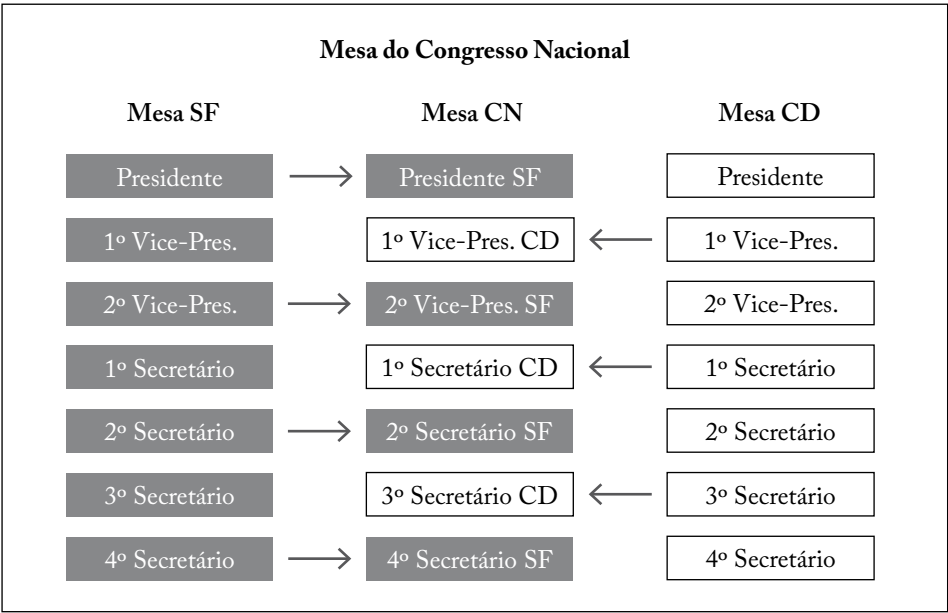 Mesa do Congresso Nacional
Mesa SF Mesa CN Mesa CD
Presidente Presidente SF Presidente
1º Vice-Pres. 1º Vice-Pres. CD 1º Vice-Pres.
2º Vice-Pres. 2º Vice-Pres. SF 2º Vice-Pres.
1º Secretário 1º Secretário CD 1º Secretário
2º Secretário 2º Secretário SF 2º Secretário
3º Secretário 3º Secretário CD 3º Secretário
4º Secretário 4º Secretário SF 4º Secretário